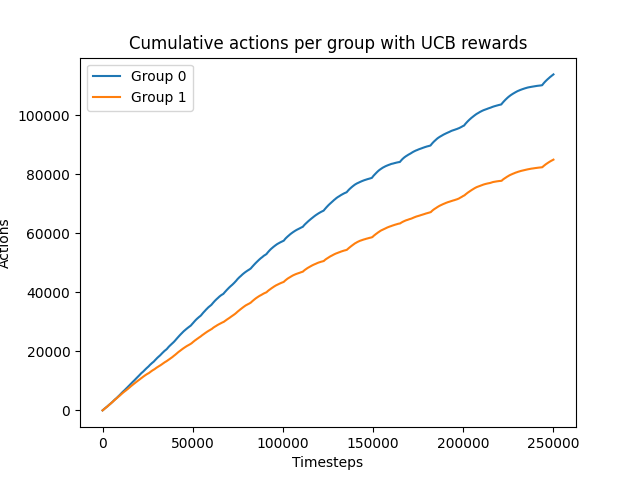 Cumulative actions per group with UCB rewards
Group 0
Group 1
100000
80000
60000
40000
20000
0
Actions
0 50000 100000 150000 200000 250000
Timesteps